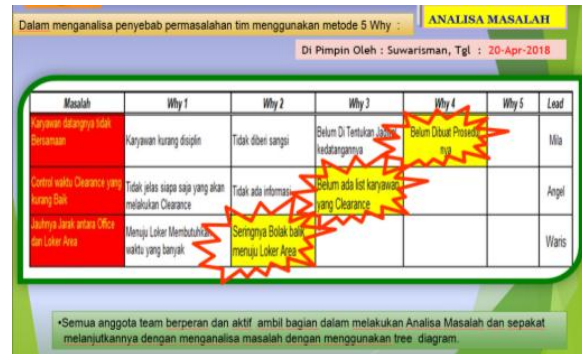 ANALISA MASALAH
Dalam menganalisa penyebab permasalahan tim menggunakan metode 5 Why :
Di Pimpin Oleh : Suwarisman, Tgl : 20-Apr-2018
Masalah Why 1 Why 2 Why 3 Why 4 Why 5 Lead
Karyawan datangnya tidak
Bersamaan
Karyawan kurang disiplin
Tidak diberi sangsi
Belum Di Tentukan
kedatangannya
Belum Dibuat Prosedur
nya
Mila
Control waktu Clearance yang
kurang Baik
Tidak jelas siapa saja yang akan
melakukan Clearance
Tidak ada informasi
Belum ada list karyawan
yang Clearance
Angel
Jauhnya Jarak antara Office
dan Loker Area
Menuju Loker Membutuhkan
waktu yang banyak
Seringnya Bolak balik
menuju Loker Area
Waris
•Semua anggota team berperan dan aktif ambil bagian dalam melakukan Analisa Masalah dan sepakat
melanjutkannya dengan menganalisa masalah dengan menggunakan tree diagram.